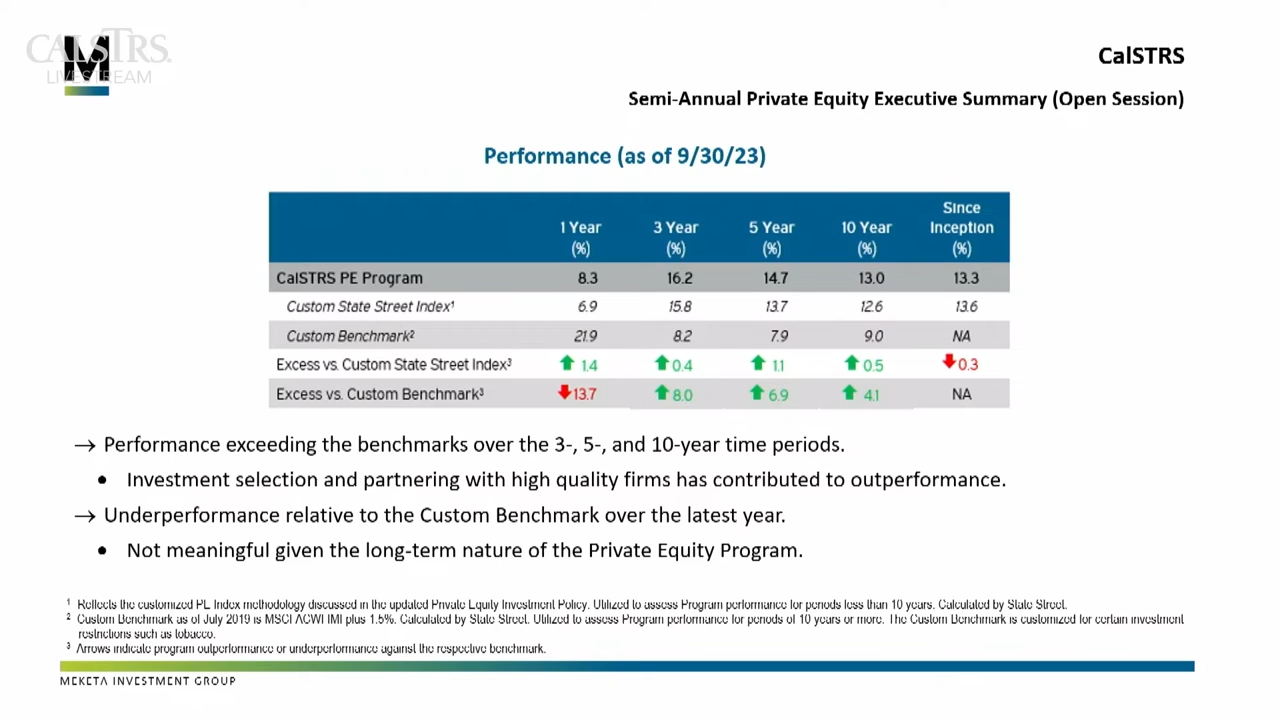 CALSTRS.
LIVESTREAM
M
CalSTRS
Semi-Annual Private Equity Executive Summary (Open Session)
Performance (as of 9/30/23)
1 Year (%) 3 Year (%) 5 Year (%) 10 Year (%) Since Inception (%)
CalSTRS PE Program 8.3 16.2 14.7 13.0 13.3
Custom State Street Index¹ 6.9 15.8 13.7 12.6 13.6
Custom Benchmark² 21.9 8.2 7.9 9.0 NA
Excess vs. Custom State Street Index³ 1.4 0.4 1.1 0.5 0.3
Excess vs. Custom Benchmark³ 13.7 8.0 6.9 4.1 NA
→ Performance exceeding the benchmarks over the 3-, 5-, and 10-year time periods.
• Investment selection and partnering with high quality firms has contributed to outperformance.
→ Underperformance relative to the Custom Benchmark over the latest year.
• Not meaningful given the long-term nature of the Private Equity Program.
¹ Reflects the customized PE Index methodology discussed in the updated Private Equity Investment Policy. Utilized to assess Program performance for periods less than 10 years. Calculated by State Street.
² Custom Benchmark as of July 2019 is MSCI ACWI IMI plus 1.5%. Calculated by State Street. Utilized to assess Program performance for periods of 10 years or more. The Custom Benchmark is customized for certain investment
restrictions such as tobacco.
³ Arrows indicate program outperformance or underperformance against the respective benchmark.
MEKETA INVESTMENT GROUP